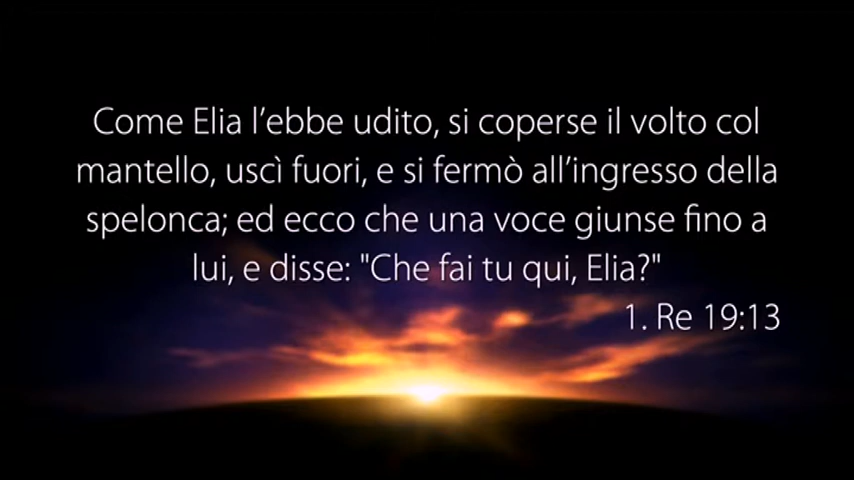 Come Elia l’ebbe udito, si coperse il volto col
mantello, uscì fuori, e si fermò all’ingresso della
spelonca; ed ecco che una voce giunse fino a
lui, e disse: "Che fai tu qui, Elia?"
1. Re 19:13